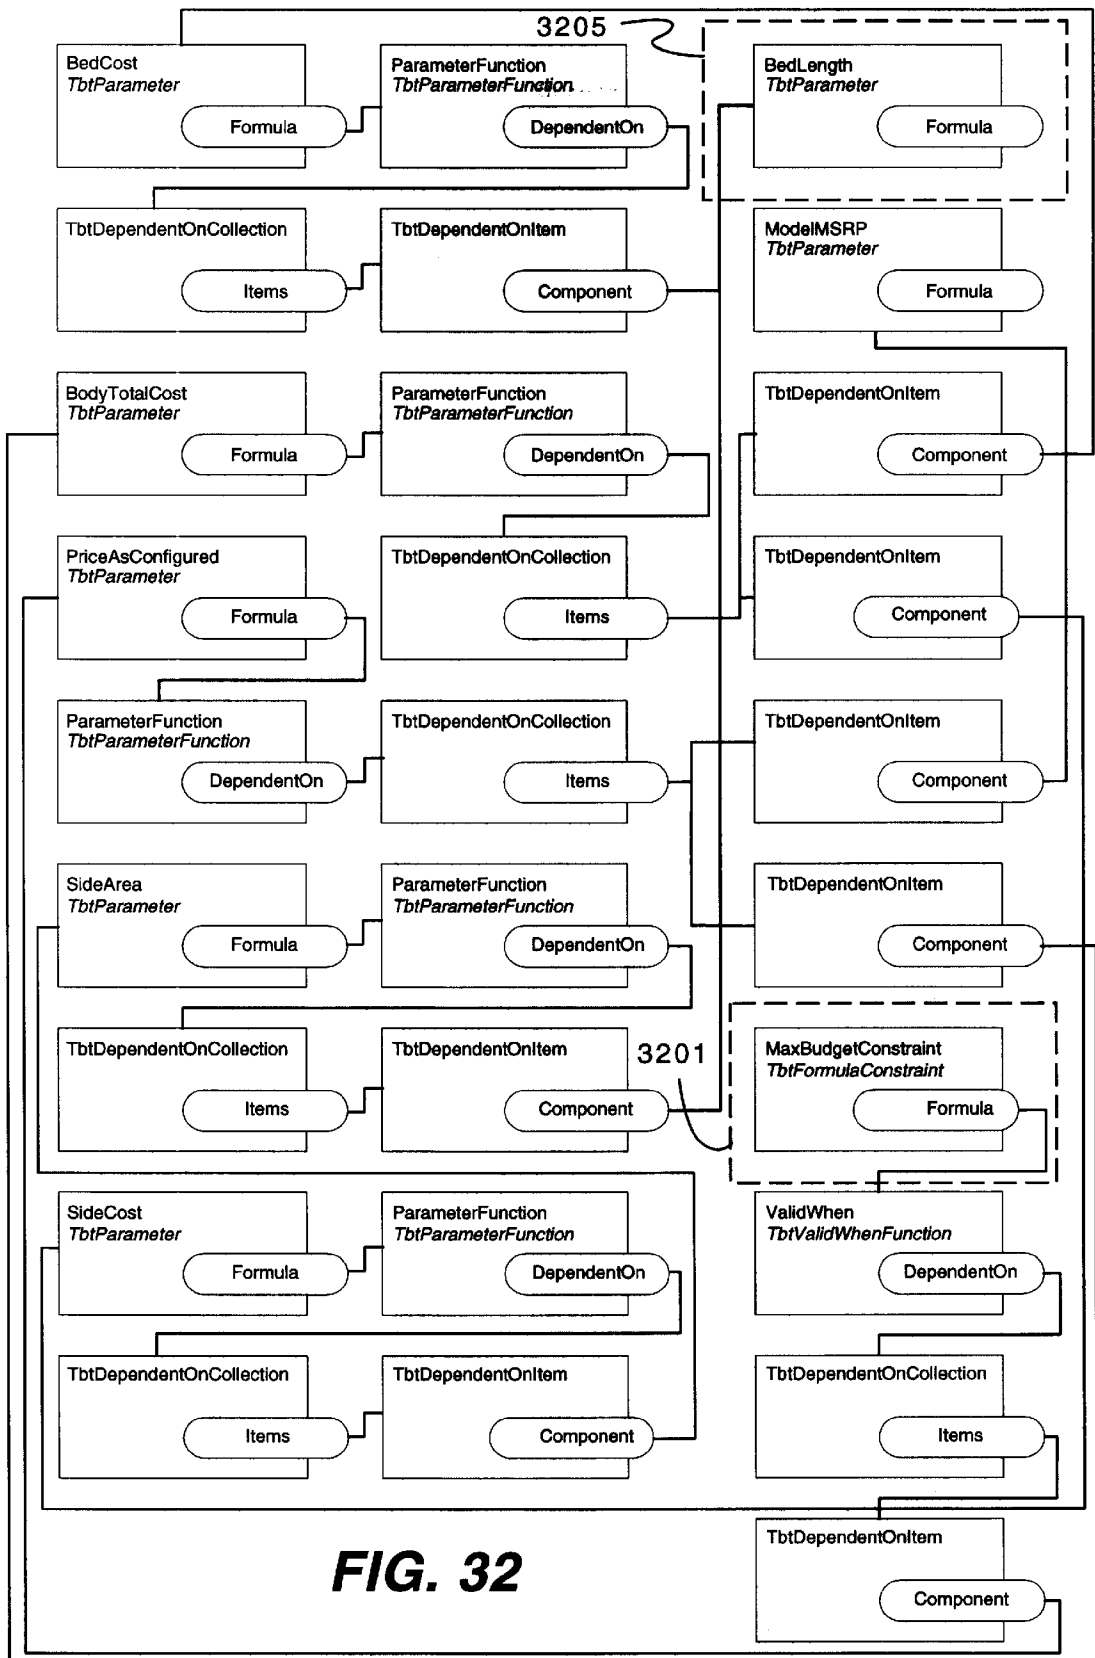 3205
BedCost
TbtParameter
Formula
ParameterFunction
TbtParameterFunction
DependentOn
BedLength
TbtParameter
Formula
TbtDependentOnCollection
Items
TbtDependentOnItem
Component
ModelMSRP
TbtParameter
Formula
BodyTotalCost
TbtParameter
Formula
ParameterFunction
TbtParameterFunction
DependentOn
TbtDependentOnItem
Component
PriceAsConfigured
TbtParameter
Formula
TbtDependentOnCollection
Items
TbtDependentOnItem
Component
ParameterFunction
TbtParameterFunction
DependentOn
TbtDependentOnCollection
Items
TbtDependentOnItem
Component
SideArea
TbtParameter
Formula
ParameterFunction
TbtParameterFunction
DependentOn
TbtDependentOnItem
Component
TbtDependentOnCollection
Items
TbtDependentOnItem
Component
3201
MaxBudgetConstraint
TbtFormulaConstraint
Formula
SideCost
TbtParameter
Formula
ParameterFunction
TbtParameterFunction
DependentOn
ValidWhen
TbtValidWhenFunction
DependentOn
TbtDependentOnCollection
Items
TbtDependentOnItem
Component
TbtDependentOnCollection
Items
TbtDependentOnItem
Component
FIG. 32